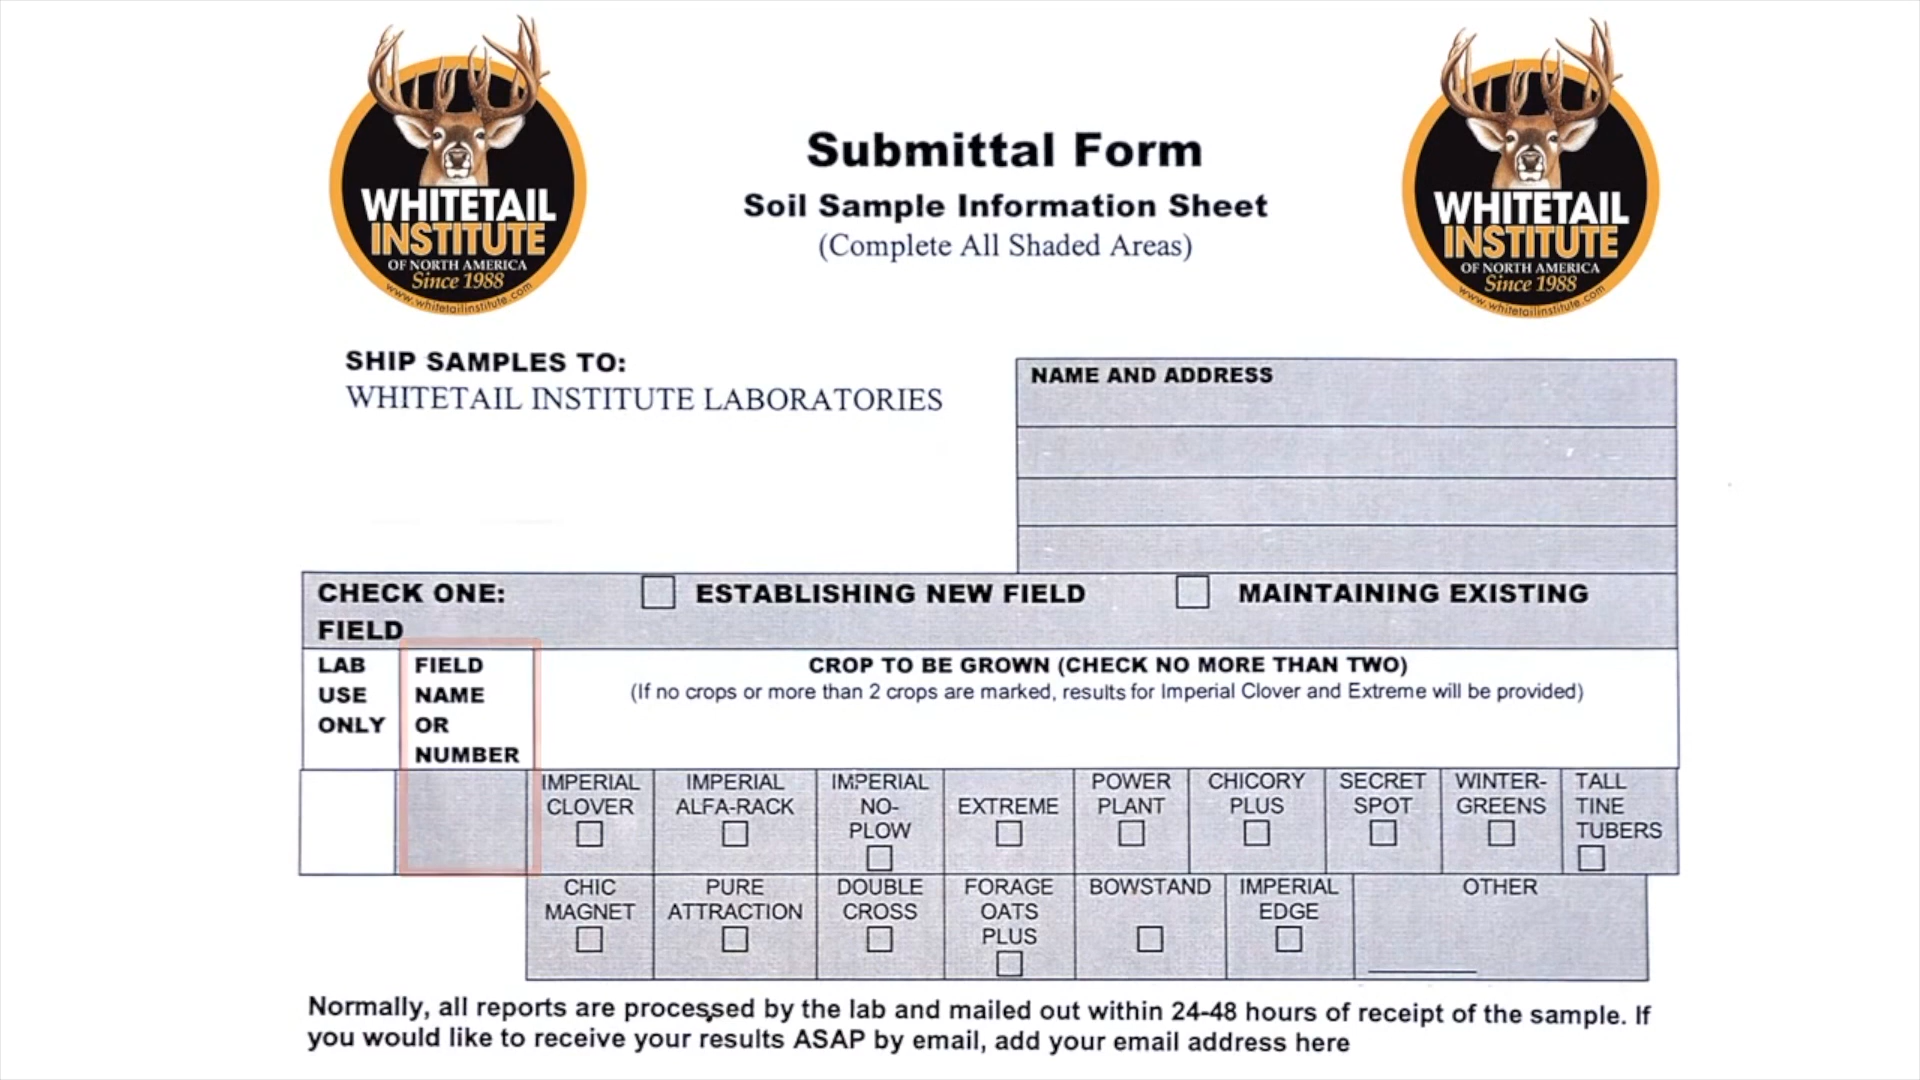 WHITETAIL
INSTITUTE
OF NORTH AMERICA
Since 1988
www.whitetailinstitute.com
Submittal Form
Soil Sample Information Sheet
(Complete All Shaded Areas)
WHITETAIL
INSTITUTE
OF NORTH AMERICA
Since 1988
www.whitetailinstitute.com
SHIP SAMPLES TO:
WHITETAIL INSTITUTE LABORATORIES
NAME AND ADDRESS
CHECK ONE: ESTABLISHING NEW FIELD MAINTAINING EXISTING
FIELD
LAB
USE
ONLY
FIELD
NAME
OR
NUMBER
CROP TO BE GROWN (CHECK NO MORE THAN TWO)
(If no crops or more than 2 crops are marked, results for Imperial Clover and Extreme will be provided)
IMPERIAL
CLOVER
IMPERIAL
ALFA-RACK
IMPERIAL
NO-
PLOW
EXTREME
POWER
PLANT
CHICORY
PLUS
SECRET
SPOT
WINTER-
GREENS
TALL
TINE
TUBERS
CHIC
MAGNET
PURE
ATTRACTION
DOUBLE
CROSS
FORAGE
OATS
PLUS
BOWSTAND
IMPERIAL
EDGE
OTHER
Normally, all reports are processed by the lab and mailed out within 24-48 hours of receipt of the sample. If
you would like to receive your results ASAP by email, add your email address here